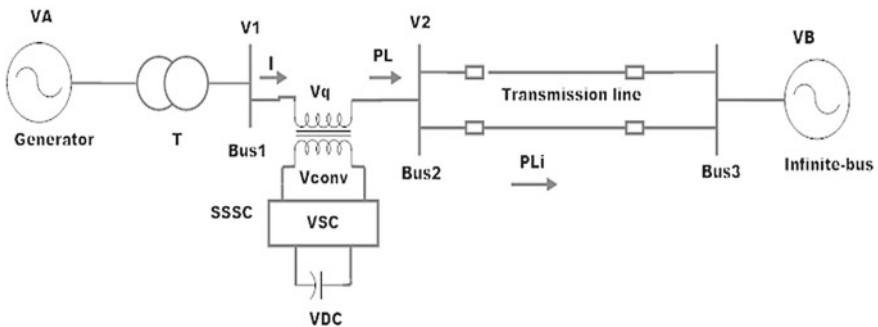 VA
V1
I
PL
V2
VB
Vq
Transmission line
Generator
T
Bus1
Vconv
Bus2
PLi
Bus3
Infinite-bus
SSSC
VSC
VDC